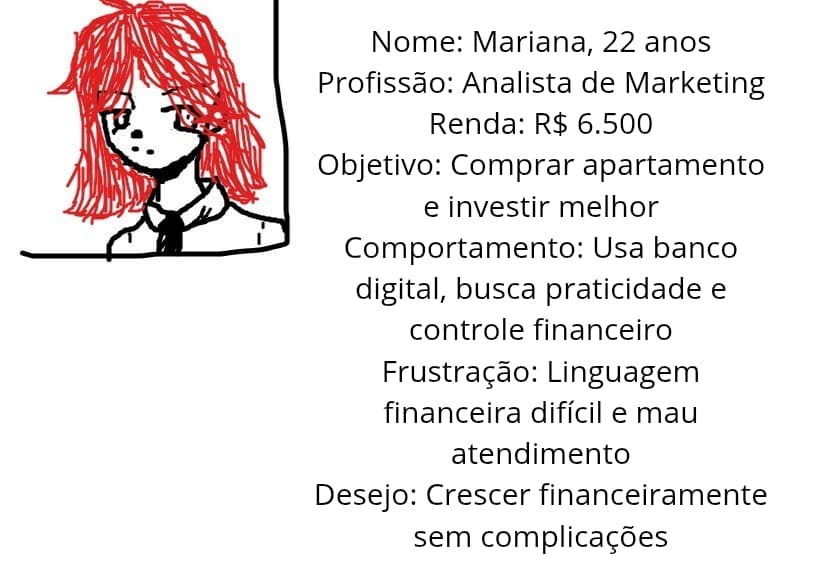 Nome: Mariana, 22 anos
Profissão: Analista de Marketing
Renda: R$ 6.500
Objetivo: Comprar apartamento
e investir melhor
Comportamento: Usa banco
digital, busca praticidade e
controle financeiro
Frustração: Linguagem
financeira difícil e mau
atendimento
Desejo: Crescer financeiramente
sem complicações